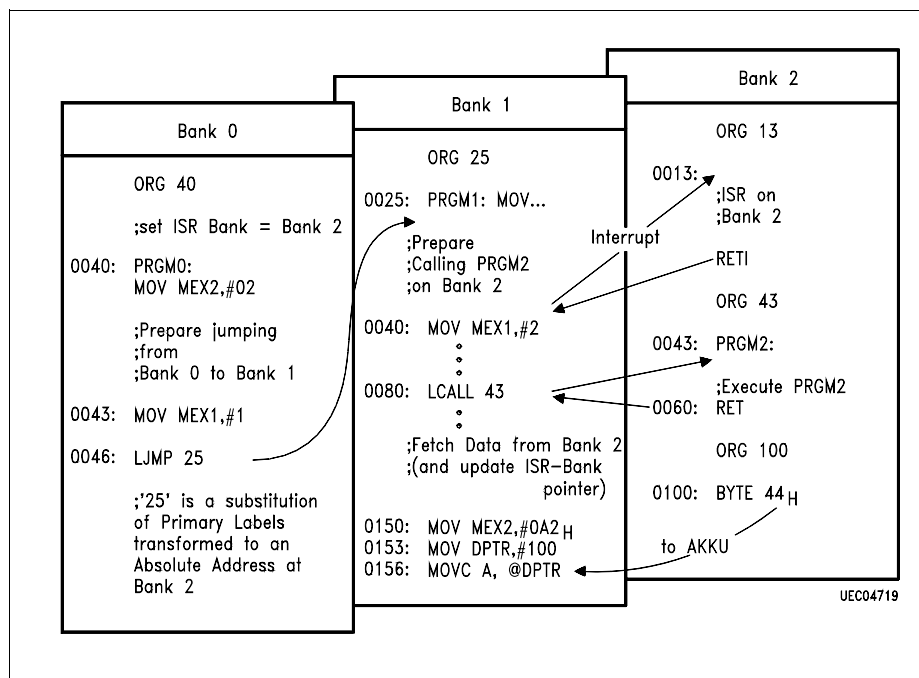 Bank 0
ORG 40
;set ISR Bank = Bank 2
0040: PRGM0:
MOV MEX2,#02
;Prepare jumping
;from
;Bank 0 to Bank 1
0043: MOV MEX1,#1
0046: LJMP 25
;'25' is a substitution
of Primary Labels
transformed to an
Absolute Address at
Bank 2
Bank 1
ORG 25
0025: PRGM1: MOV...
;Prepare
;Calling PRGM2
;on Bank 2
0040: MOV MEX1,#2
0080: LCALL 43
;Fetch Data from Bank 2
;(and update ISR-Bank
pointer)
0150: MOV MEX2,#0A2H
0153: MOV DPTR,#100
0156: MOVC A, @DPTR
Interrupt
Bank 2
ORG 13
0013:
;ISR on
;Bank 2
RETI
ORG 43
0043: PRGM2:
;Execute PRGM2
0060: RET
ORG 100
0100: BYTE 44H
to AKKU
UEC04719